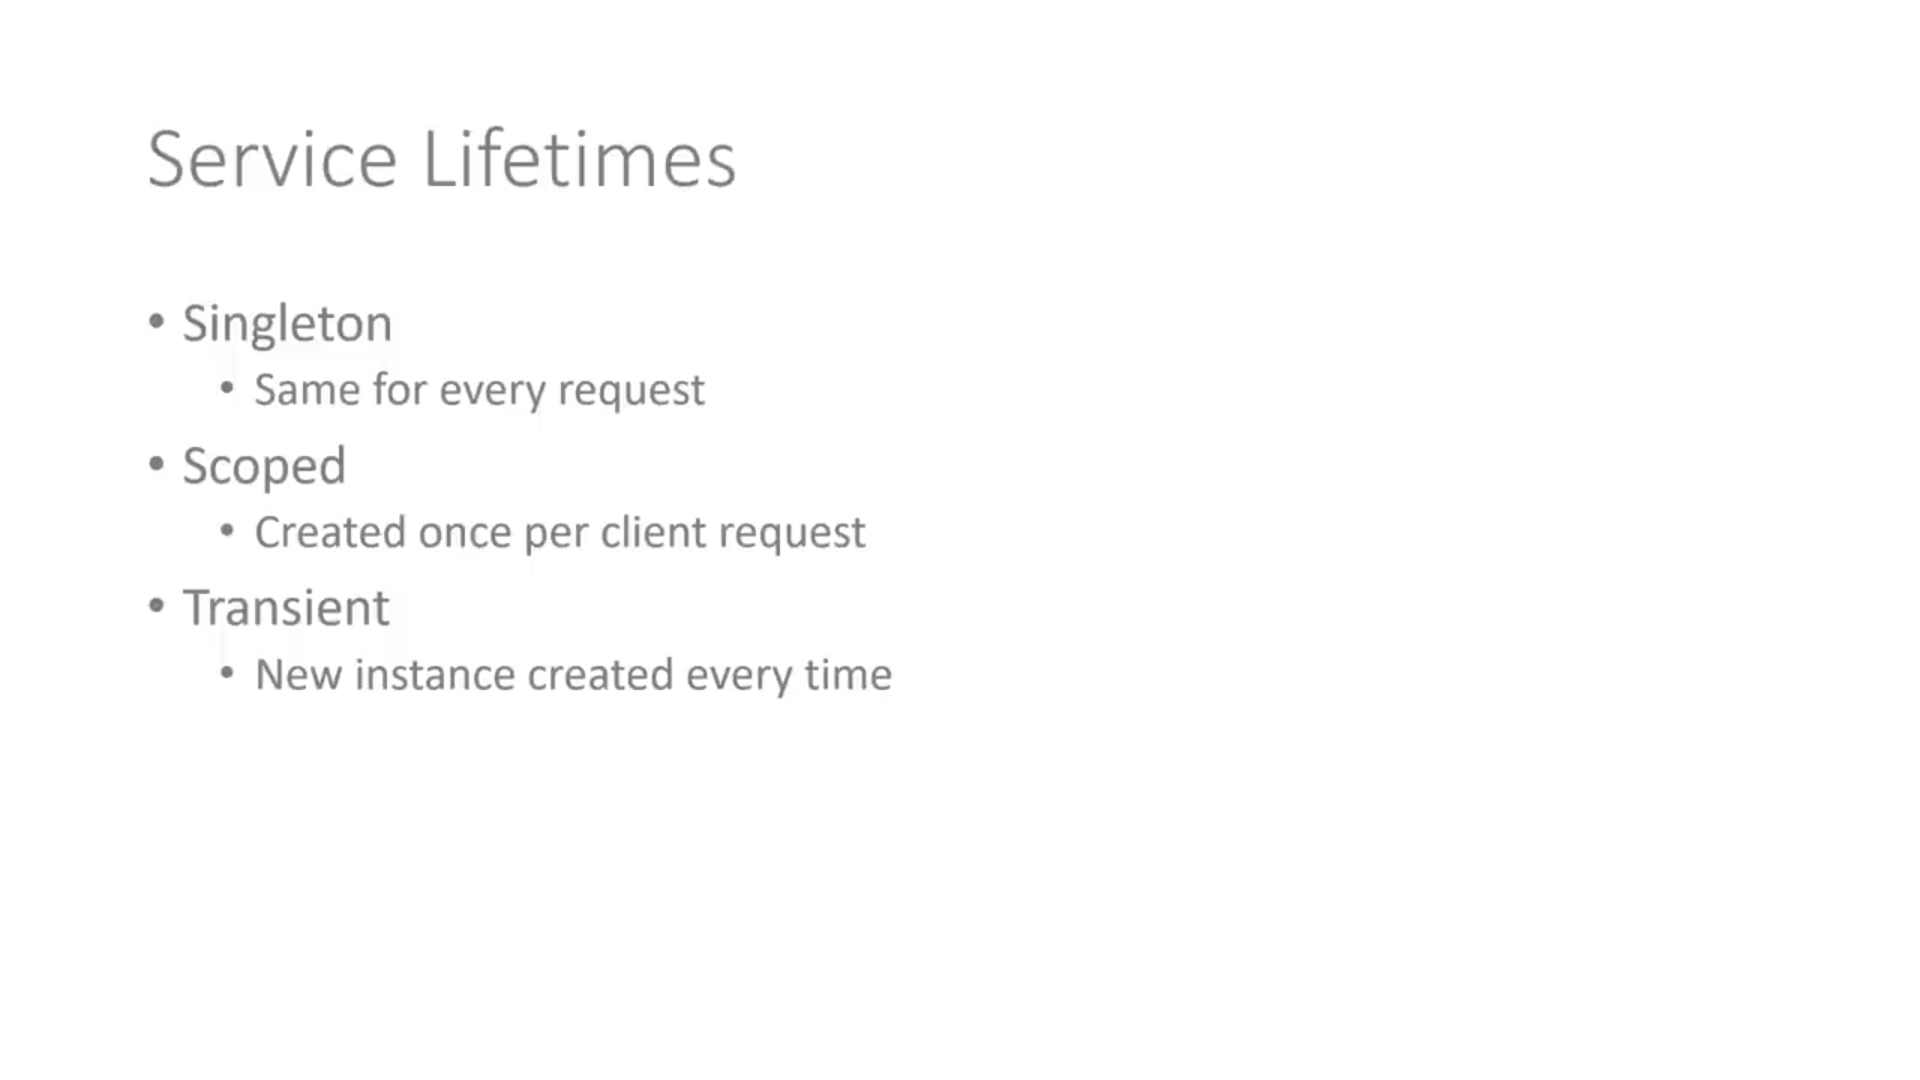 Service Lifetimes
• Singleton
• Same for every request
• Scoped
• Created once per client request
• Transient
• New instance created every time